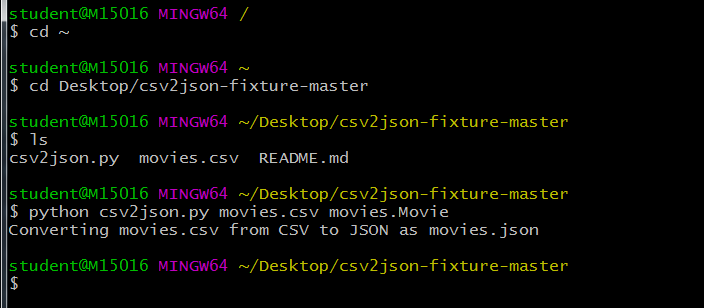 student@M15016 MINGW64 /
$ cd ~
student@M15016 MINGW64 ~
$ cd Desktop/csv2json-fixture-master
student@M15016 MINGW64 ~/Desktop/csv2json-fixture-master
$ ls
csv2json.py  movies.csv  README.md
student@M15016 MINGW64 ~/Desktop/csv2json-fixture-master
$ python csv2json.py movies.csv movies.Movie
Converting movies.csv from CSV to JSON as movies.json
student@M15016 MINGW64 ~/Desktop/csv2json-fixture-master
$